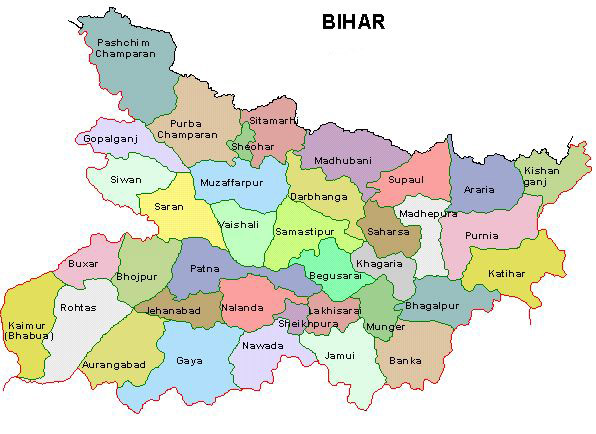 BIHAR
Pashchim
Champaran
Purba
Champaran
Sitamarhi
Sheohar
Gopalganj
Madhubani
Siwan
Muzaffarpur
Darbhanga
Supaul
Araria
Kishan
ganj
Saran
Vaishali
Samastipur
Saharsa
Madhepura
Purnia
Buxar
Bhojpur
Patna
Begusarai
Khagaria
Katihar
Kaimur
(Bhabua)
Rohtas
Jehanabad
Nalanda
Sheikhpura
Lakhisarai
Munger
Bhagalpur
Aurangabad
Gaya
Nawada
Jamui
Banka